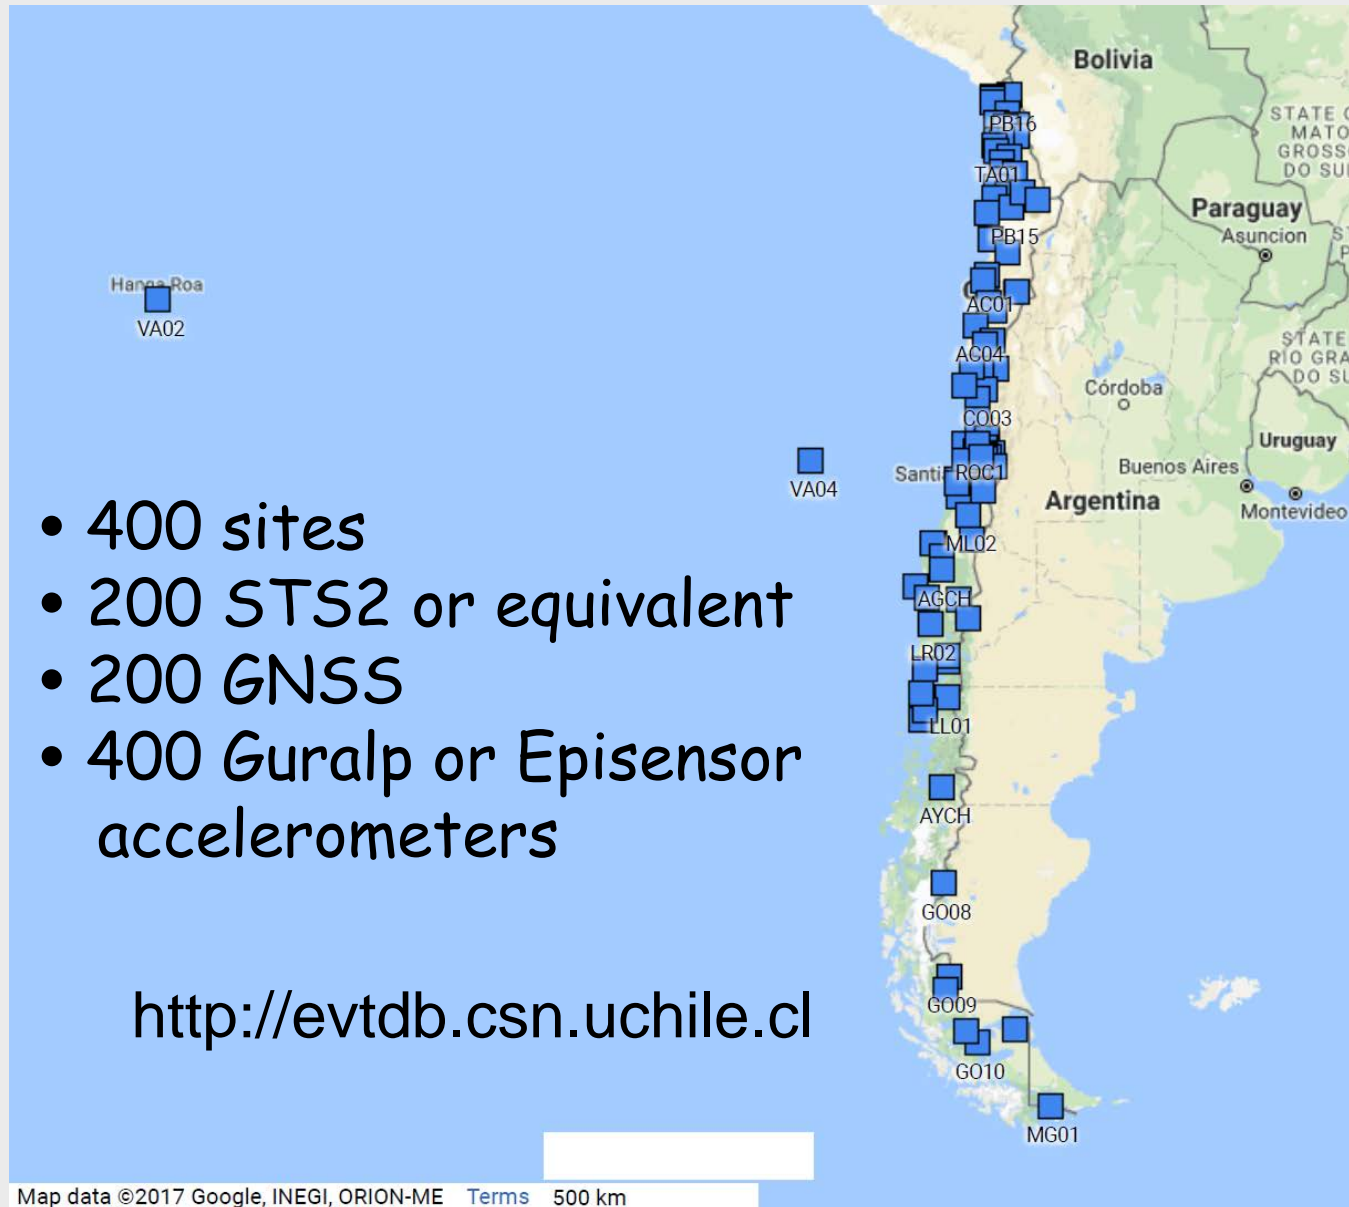 Bolivia
STATE
MATO
GROSSO
DO SUL
PB16
TA01
Paraguay
Asuncion
PB15
Hanga Roa
VA02
AC01
STATE
RIO GRA
DO SU
AC04
Córdoba
CO03
Uruguay
Santi
ROC1
Buenos Aires
VA04
Argentina
Montevideo
• 400 sites
ML02
• 200 STS2 or equivalent
AGCH
• 200 GNSS
LR02
• 400 Guralp or Episensor
accelerometers
LL01
AYCH
GO08
http://evtdb.csn.uchile.cl
GO09
GO10
MG01
Map data ©2017 Google, INEGI, ORION-ME Terms 500 km